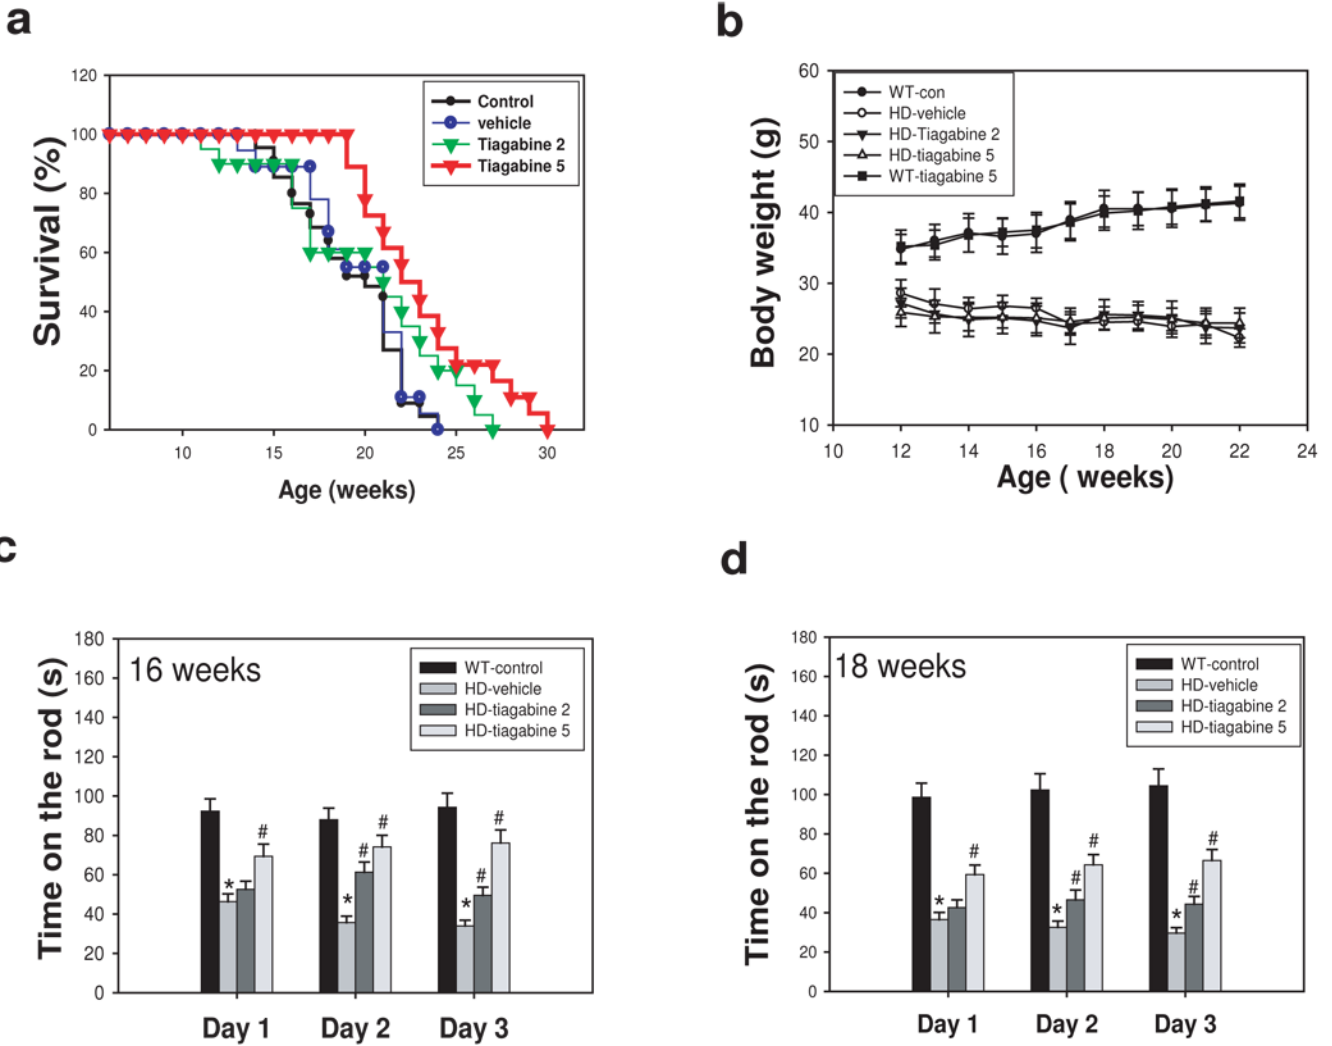 a
120
100
80
60
40
20
0
Survival (%)
Control
vehicle
Tiagabine 2
Tiagabine 5
10 15 20 25 30
Age (weeks)
b
60
50
40
30
20
10
Body weight (g)
WT-con
HD-vehicle
HD-Tiagabine 2
HD-tiagabine 5
WT-tiagabine 5
10 12 14 16 18 20 22 24
Age ( weeks)
c
180
160
140
120
100
80
60
40
20
0
Time on the rod (s)
16 weeks
WT-control
HD-vehicle
HD-tiagabine 2
HD-tiagabine 5
* #
* # #
* # #
Day 1 Day 2 Day 3
d
180
160
140
120
100
80
60
40
20
0
Time on the rod (s)
18 weeks
WT-control
HD-vehicle
HD-tiagabine 2
HD-tiagabine 5
* #
* # #
* # #
Day 1 Day 2 Day 3